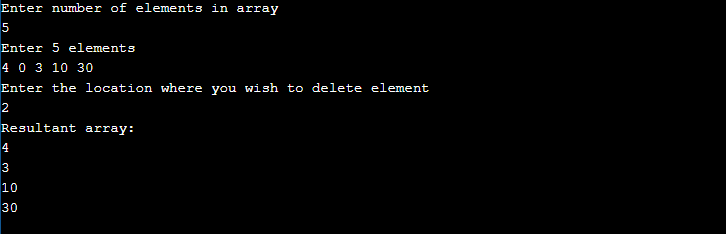 Enter number of elements in array
5
Enter 5 elements
4 0 3 10 30
Enter the location where you wish to delete element
2
Resultant array:
4
3
10
30